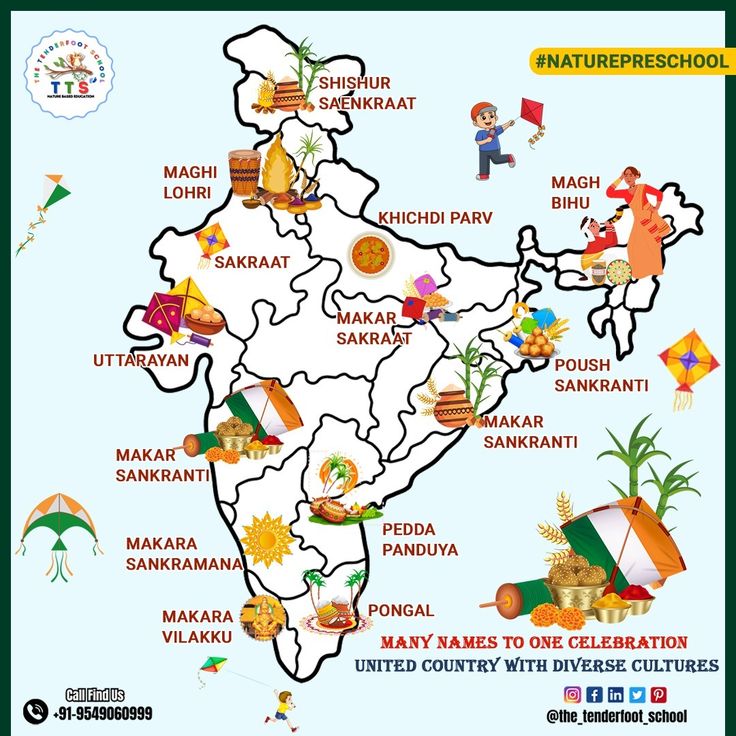 THE TENDERFOOT SCHOOL
TTS
NATURE BASED EDUCATION
#NATUREPRESCHOOL
SHISHUR
SAENKRAAT
MAGHI
LOHRI
MAGH
BIHU
KHICHDI PARV
SAKRAAT
MAKAR
SAKRAAT
UTTARAYAN
POUSH
SANKRANTI
MAKAR
SANKRANTI
MAKAR
SANKRANTI
PEDDA
PANDUYA
MAKARA
SANKRAMANA
MAKARA
VILAKKU
PONGAL
MANY NAMES TO ONE CELEBRATION
UNITED COUNTRY WITH DIVERSE CULTURES
Call Find Us
+91-9549060999
@the_tenderfoot_school